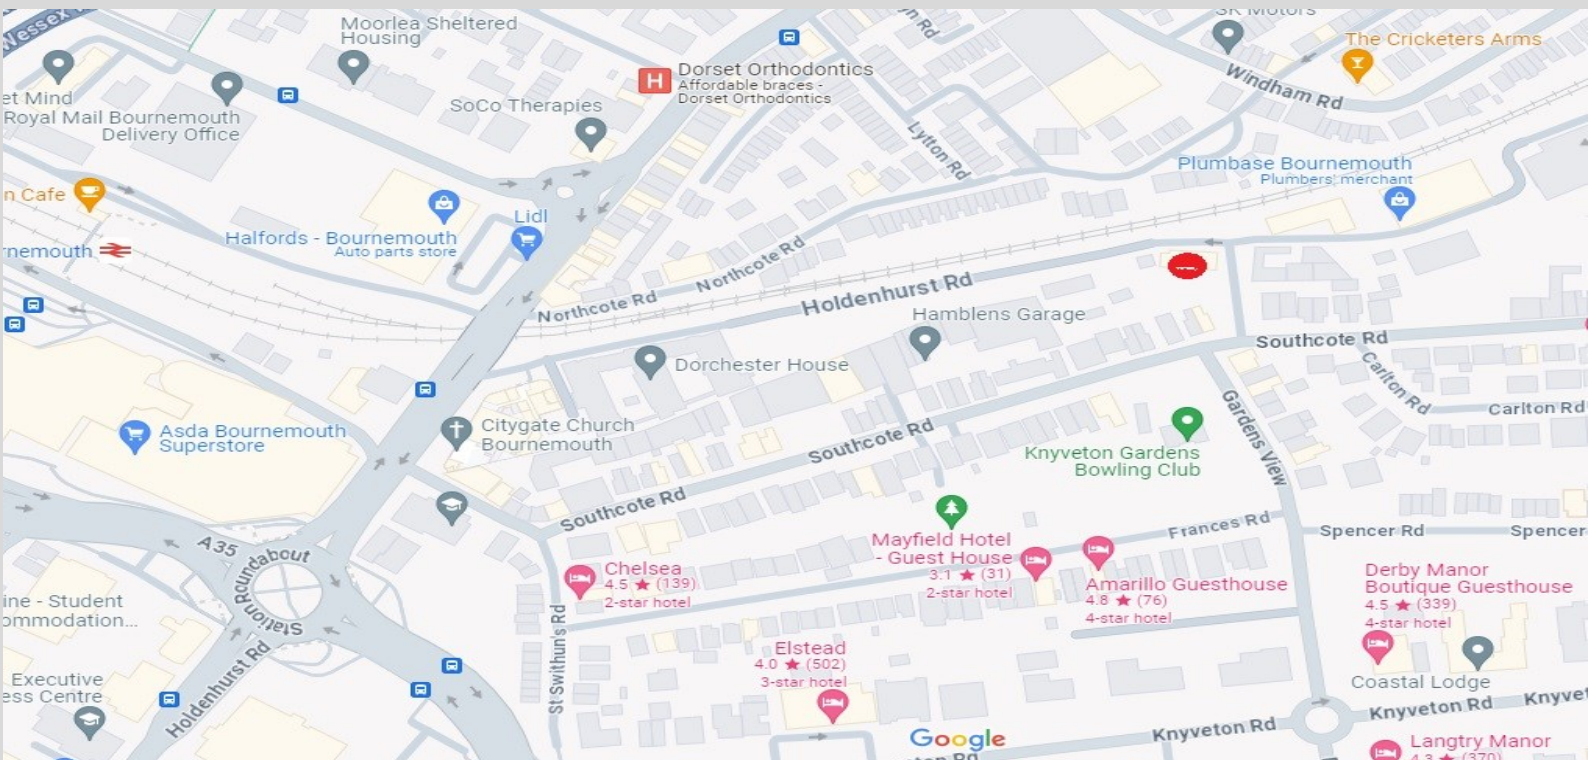 Wessex
Moorlea Sheltered
Housing
SK Motors
The Cricketers Arms
Dorset Orthodontics
Affordable braces -
Dorset Orthodontics
et Mind
Royal Mail Bournemouth
Delivery Office
SoCo Therapies
Windham Rd
Lytton Rd
Plumbase Bournemouth
Plumbers' merchant
n Cafe
Lidl
Halfords - Bournemouth
Auto parts store
rnemouth
Northcote Rd
Northcote Rd
Holdenhurst Rd
Hamblens Garage
Southcote Rd
Dorchester House
Carlton Rd
Carlton Rd
Citygate Church
Bournemouth
Asda Bournemouth
Superstore
Southcote Rd
Gardens View
Knyveton Gardens
Bowling Club
Southcote Rd
Frances Rd
Spencer Rd
Spencer
A35
Station Roundabout
Mayfield Hotel
- Guest House
3.1 ★ (31)
2-star hotel
Chelsea
4.5 ★ (139)
2-star hotel
Amarillo Guesthouse
4.8 ★ (76)
4-star hotel
Derby Manor
Boutique Guesthouse
4.5 ★ (339)
4-star hotel
ine - Student
ommodation...
St Swithun's Rd
Elstead
4.0 ★ (502)
3-star hotel
Executive
ess Centre
Holdenhurst Rd
Coastal Lodge
Knyveton Rd
Knyvet
Knyveton Rd
Google
Langtry Manor
4.3 ★ (370)